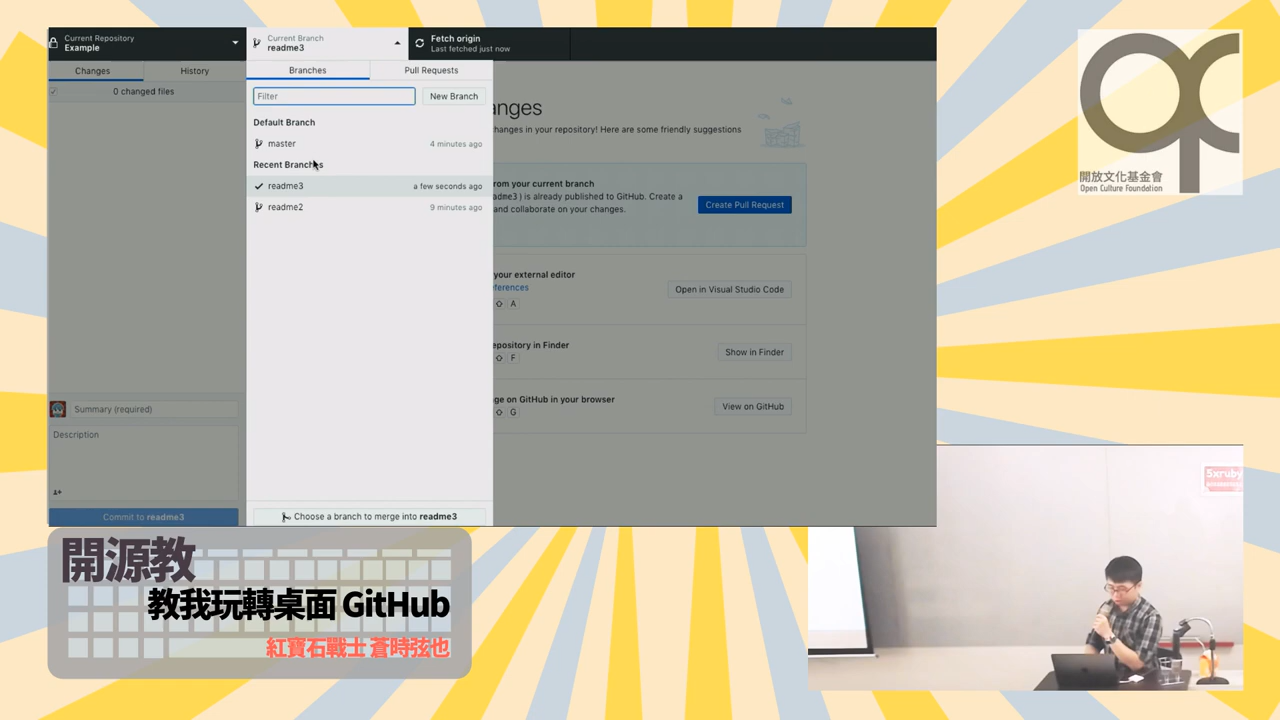 Current Repository
Example
Current Branch
readme3
Fetch origin
Last fetched just now
Changes
History
0 changed files
Branches
Pull Requests
Filter
New Branch
Default Branch
master
4 minutes ago
Recent Branches
readme3
a few seconds ago
readme2
9 minutes ago
Choose a branch to merge into readme3
Summary (required)
Description
Commit to readme3
anges
changes in your repository! Here are some friendly suggestions
from your current branch
adme3 ) is already published to GitHub. Create a
and collaborate on your changes.
Create Pull Request
your external editor
eferences
A
Open in Visual Studio Code
epository in Finder
F
Show in Finder
ge on GitHub in your browser
G
View on GitHub
開放文化基金會
Open Culture Foundation
5xruby
開源教
教我玩轉桌面 GitHub
紅寶石戰士 蒼時弦也